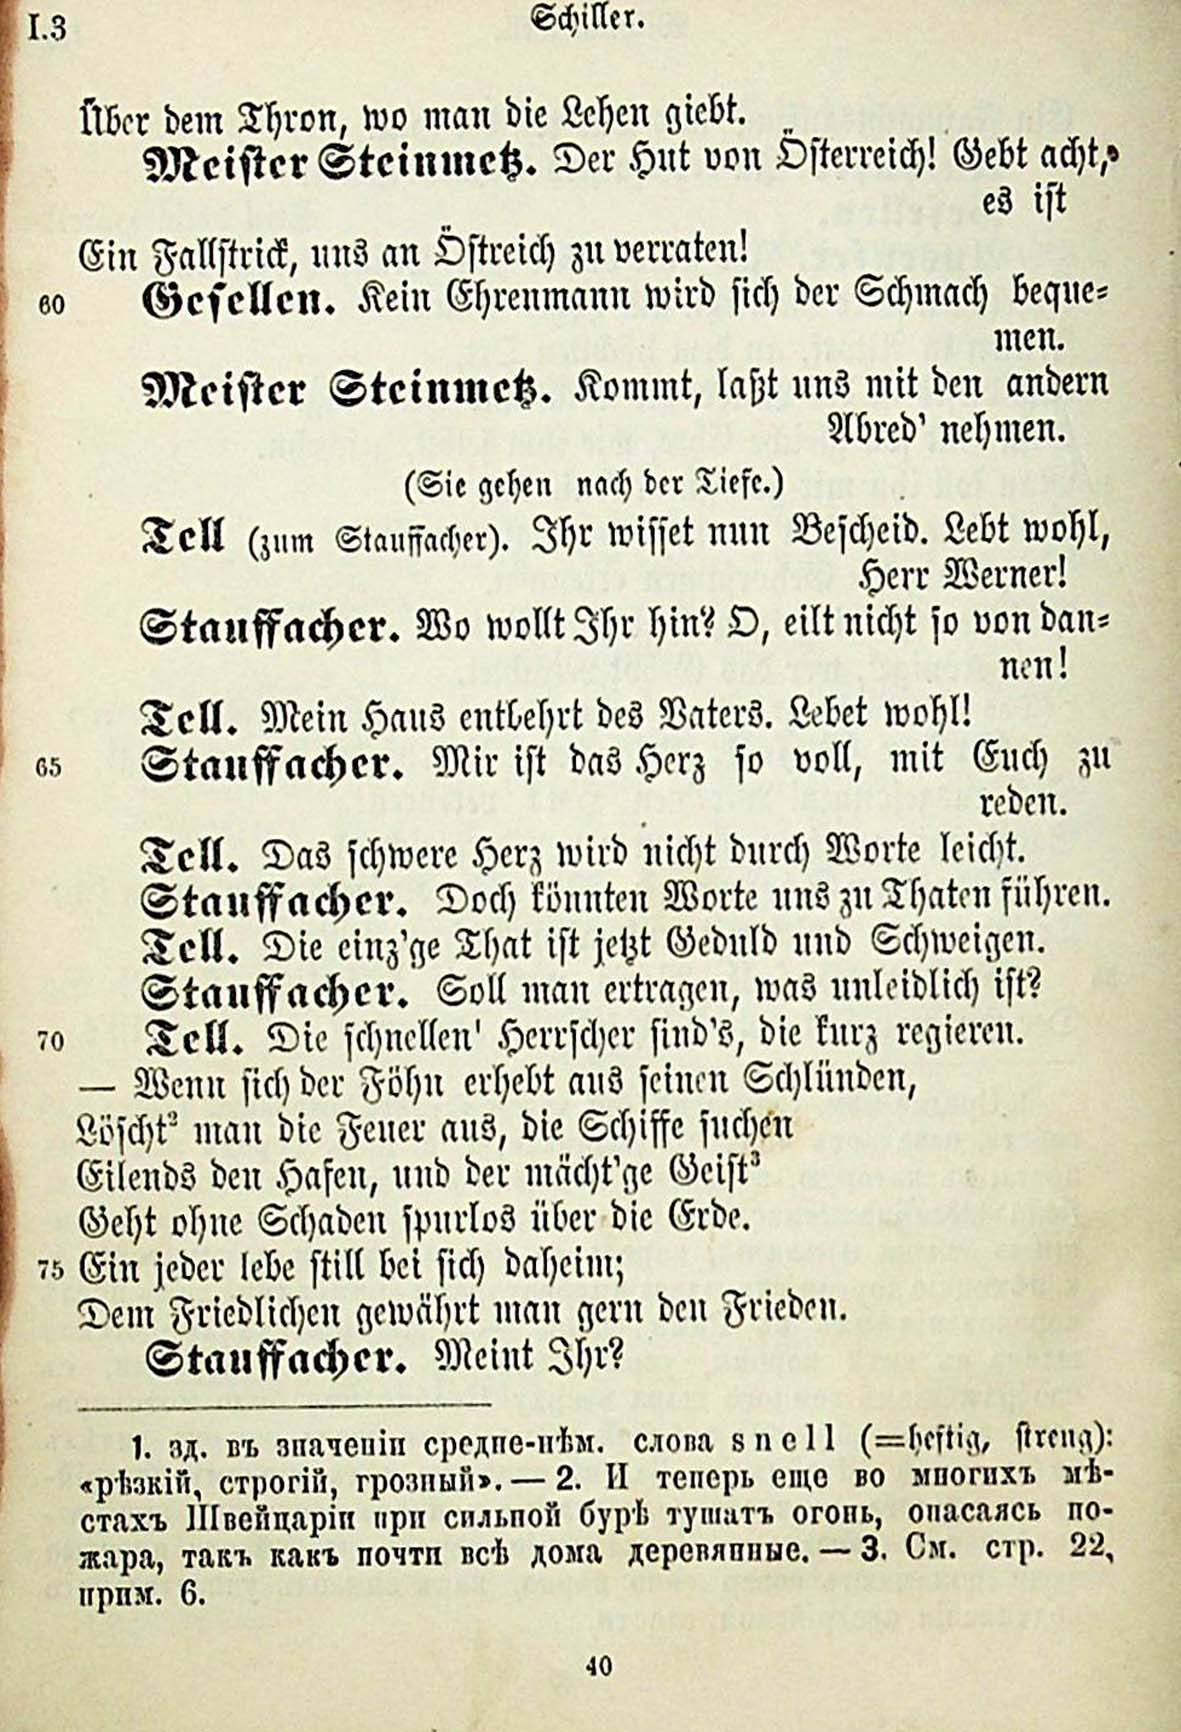 I.3
Schiller.
Über dem Thron, wo man die Lehen giebt.
Meister Steinmetz. Der Hut von Österreich! Gebt acht,
es ist
Ein Fallstrick, uns an Östreich zu verraten!
60 Gesellen. Kein Ehrenmann wird sich der Schmach beque-
men.
Meister Steinmetz. Kommt, laßt uns mit den andern
Abred' nehmen.
(Sie gehen nach der Tiefe.)
Tell (zum Stauffacher). Ihr wisset nun Bescheid. Lebt wohl,
Herr Werner!
Stauffacher. Wo wollt Ihr hin? O, eilt nicht so von dan-
nen!
Tell. Mein Haus entbehrt des Vaters. Lebet wohl!
65 Stauffacher. Mir ist das Herz so voll, mit Euch zu
reden.
Tell. Das schwere Herz wird nicht durch Worte leicht.
Stauffacher. Doch könnten Worte uns zu Thaten führen.
Tell. Die einz'ge That ist jetzt Geduld und Schweigen.
Stauffacher. Soll man ertragen, was unleidlich ist?
70 Tell. Die schnellen¹ Herrscher sind's, die kurz regieren.
— Wenn sich der Föhn erhebt aus seinen Schlünden,
Löscht² man die Feuer aus, die Schiffe suchen
Eilends den Hafen, und der mächt'ge Geist³
Geht ohne Schaden spurlos über die Erde.
75 Ein jeder lebe still bei sich daheim;
Dem Friedlichen gewährt man gern den Frieden.
Stauffacher. Meint Ihr?
1. зд. въ значеніи средне-нѣм. слова snell (=heftig, streng):
«рѣзкій, строгій, грозный». — 2. И теперь еще во многихъ мѣ-
стахъ Швейцаріи при сильной бурѣ тушатъ огонь, опасаясь по-
жара, такъ какъ почти всѣ дома деревянные. — 3. См. стр. 22,
прим. 6.
40